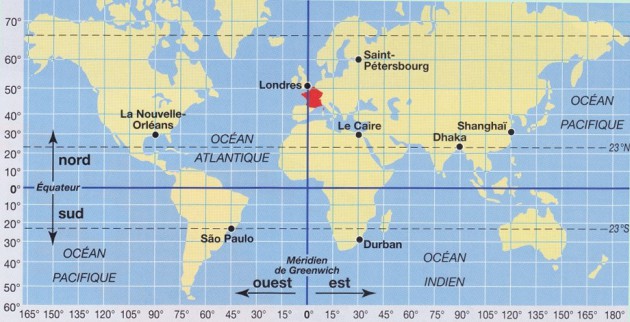 70°
60°
50°
40°
30°
20°
10°
0°
10°
20°
30°
40°
50°
60°
Saint-
Pétersbourg
Londres
La Nouvelle-
Orléans
Le Caire
Shanghaï
Dhaka
OCÉAN
PACIFIQUE
OCÉAN
ATLANTIQUE
23°N
nord
Équateur
sud
23°S
São Paulo
Durban
OCÉAN
PACIFIQUE
OCÉAN
INDIEN
Méridien
de Greenwich
ouest
est
165° 150° 135° 120° 105° 90° 75° 60° 45° 30° 15° 0° 15° 30° 45° 60° 75° 90° 105° 120° 135° 150° 165° 180°